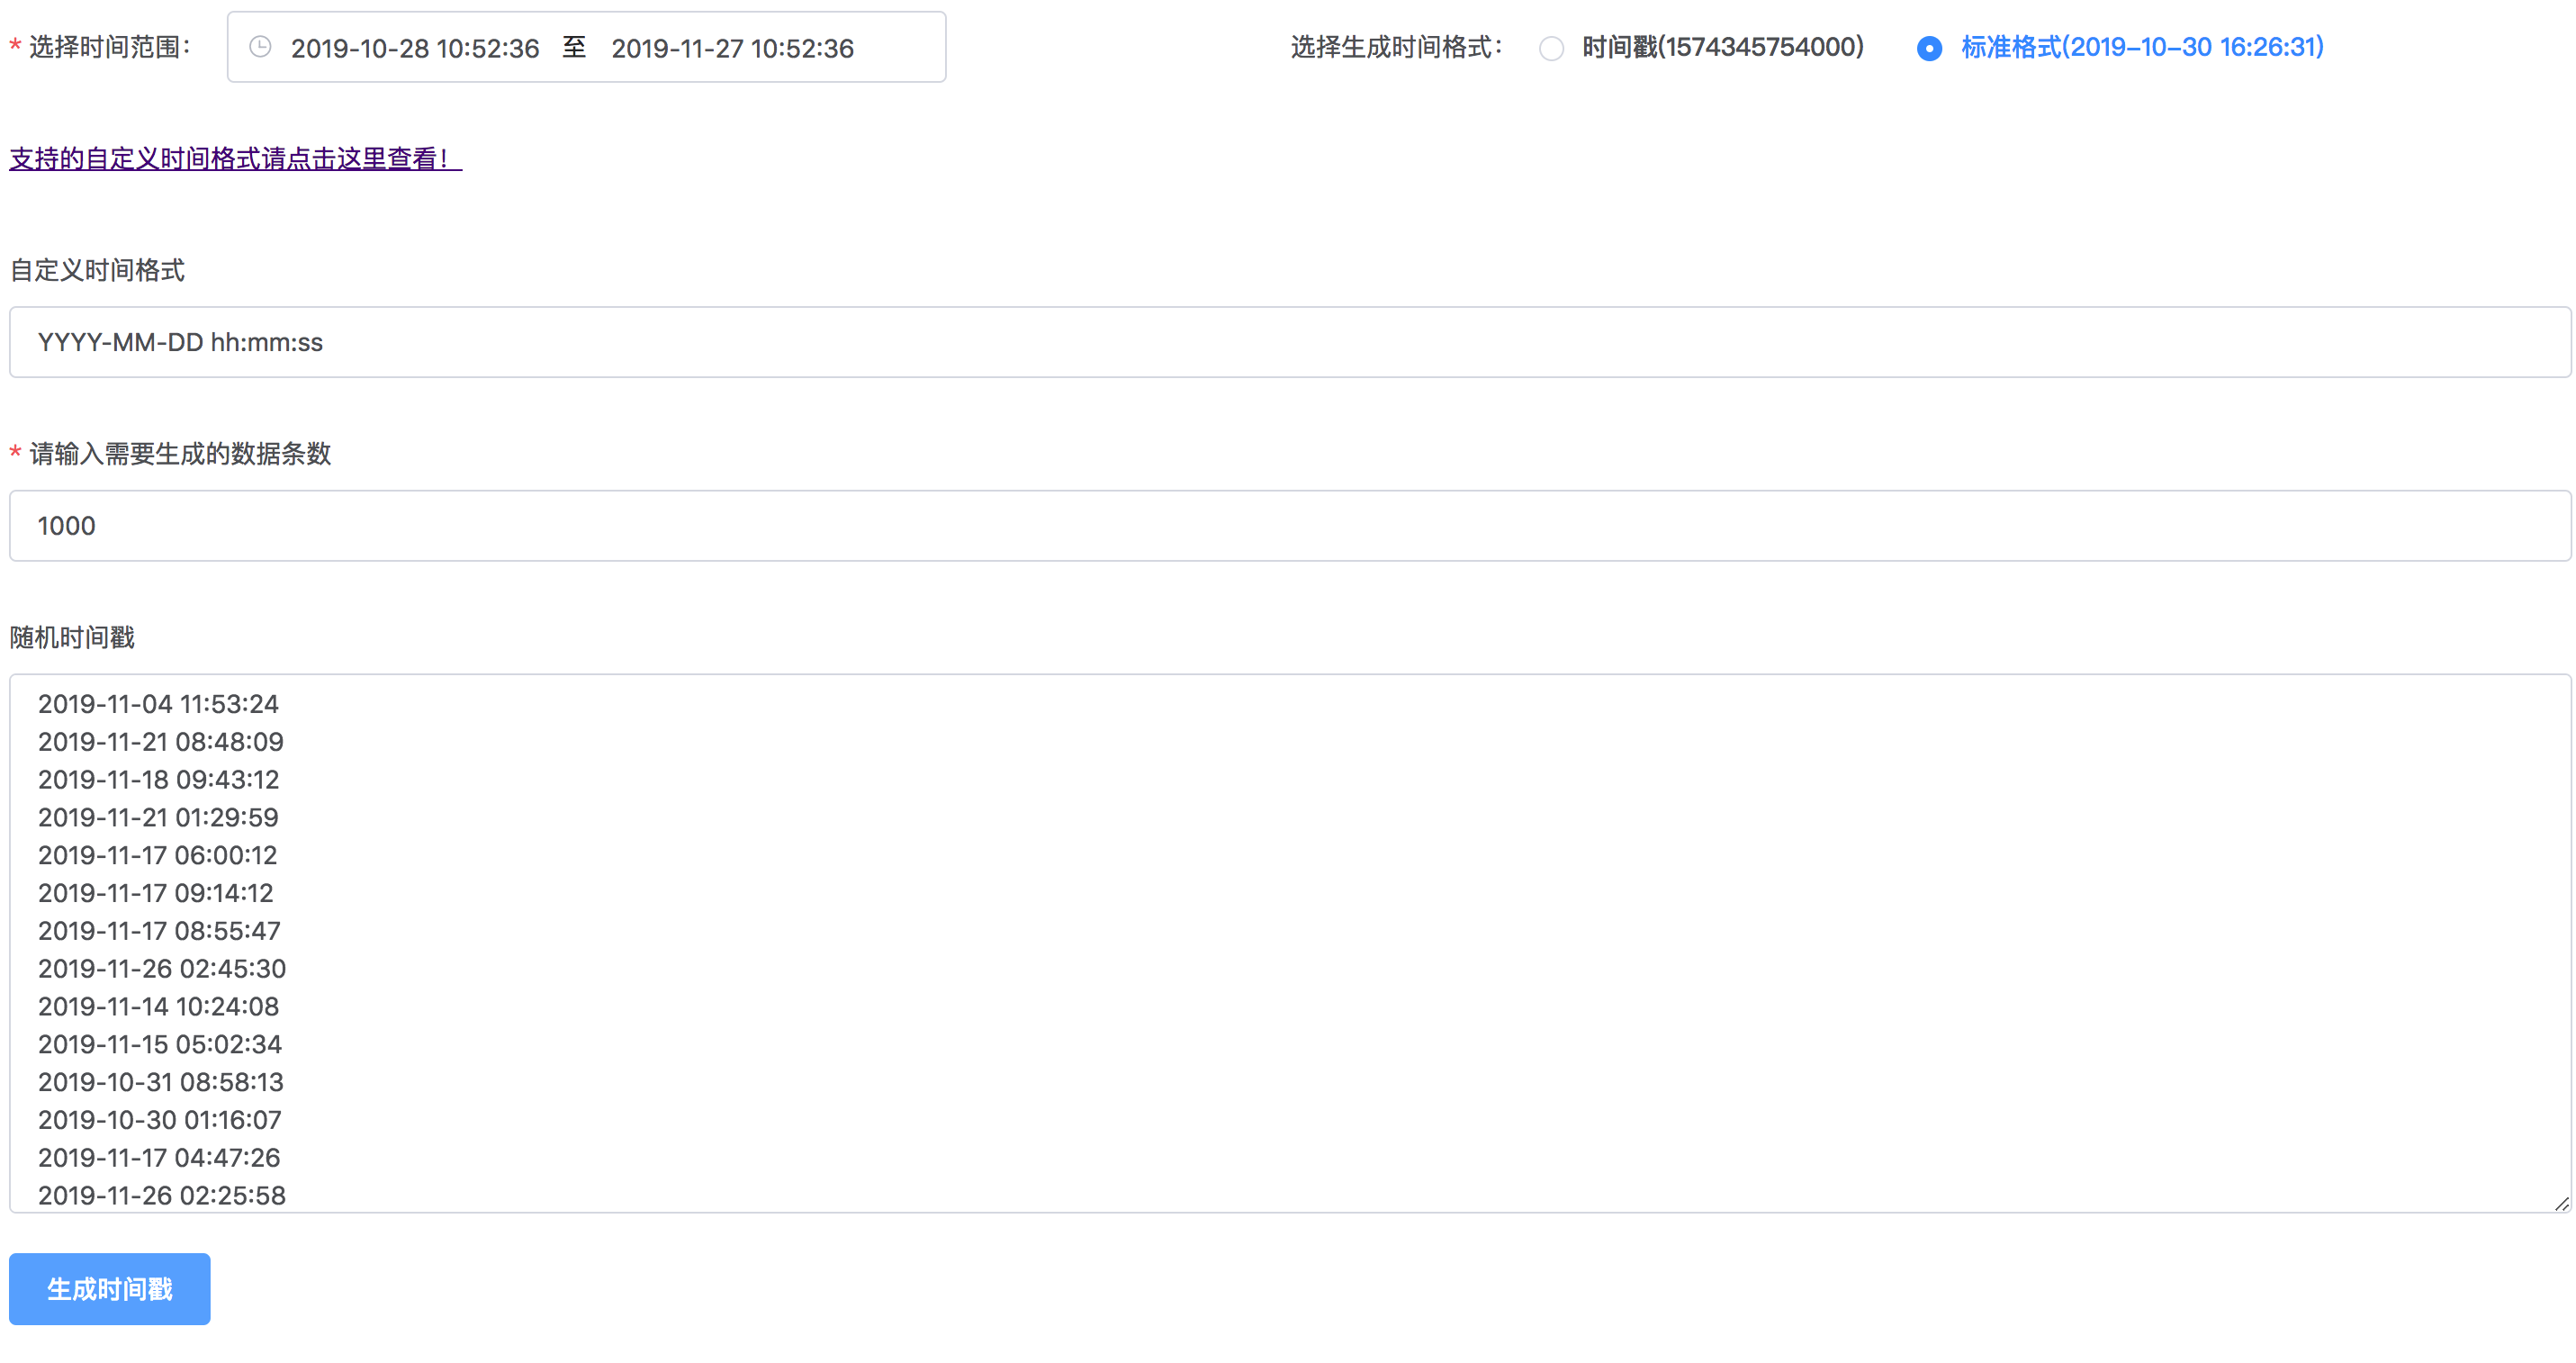 * 选择时间范围： 2019-10-28 10:52:36 至 2019-11-27 10:52:36 选择生成时间格式： 时间戳(1574345754000) 标准格式(2019-10-30 16:26:31)
支持的自定义时间格式请点击这里查看！
自定义时间格式
YYYY-MM-DD hh:mm:ss
* 请输入需要生成的数据条数
1000
随机时间戳
2019-11-04 11:53:24
2019-11-21 08:48:09
2019-11-18 09:43:12
2019-11-21 01:29:59
2019-11-17 06:00:12
2019-11-17 09:14:12
2019-11-17 08:55:47
2019-11-26 02:45:30
2019-11-14 10:24:08
2019-11-15 05:02:34
2019-10-31 08:58:13
2019-10-30 01:16:07
2019-11-17 04:47:26
2019-11-26 02:25:58
生成时间戳